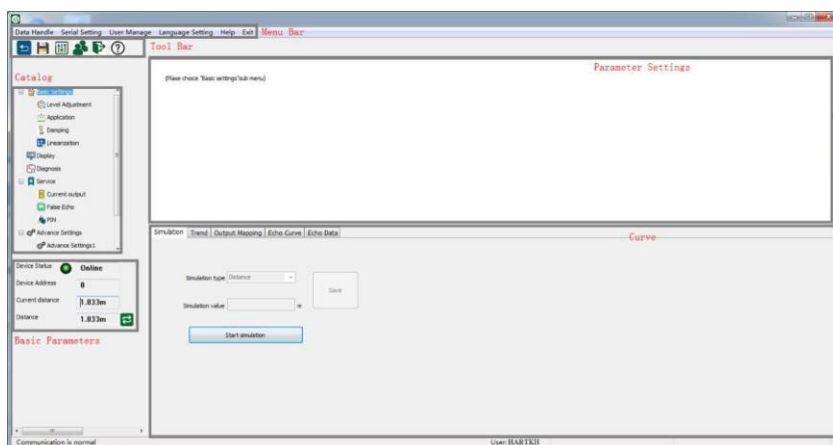 Data Handle Serial Setting User Manage Language Setting Help Exit Menu Bar
Tool Bar
Catalog
Parameter Settings
(Plase choice "Basic settings"sub menu)
Basic Settings
Level Adjustment
Application
Damping
Linearization
Display
Diagnosis
Service
Current output
False Echo
PIN
Advance Settings
Advance Settings1
Simulation Trend Output Mapping Echo Curve Echo Data
Curve
Device Status Online
Device Address 0
Current distance 1.833m
Distance 1.833m
Basic Parameters
Simulation type Distance
Save
Simulation value m
Start simulation
Communication is normal
User: HARTKH